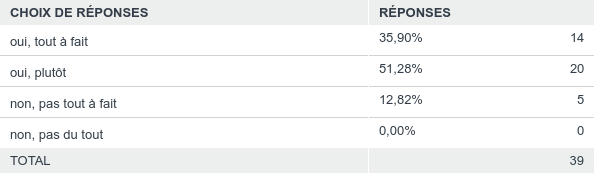 CHOIX DE RÉPONSES RÉPONSES
oui, tout à fait 35,90% 14
oui, plutôt 51,28% 20
non, pas tout à fait 12,82% 5
non, pas du tout 0,00% 0
TOTAL 39